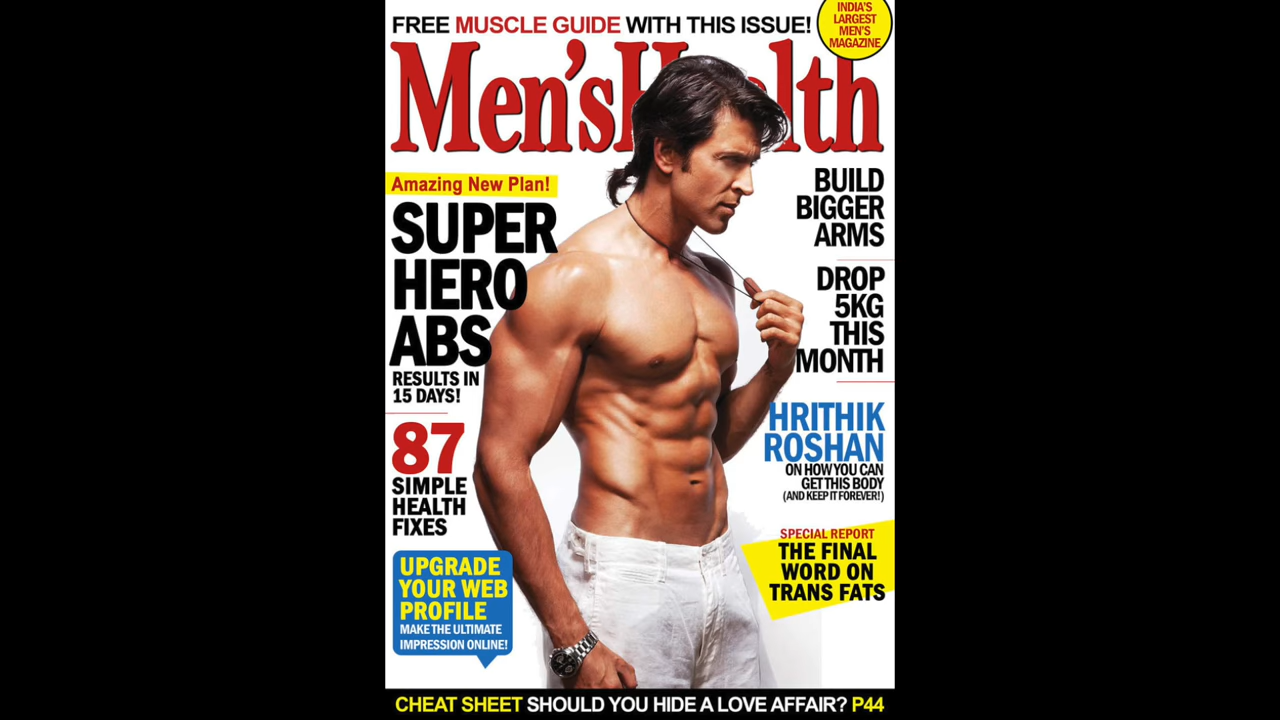 FREE MUSCLE GUIDE WITH THIS ISSUE!
INDIA'S
LARGEST
MEN'S
MAGAZINE
Men'sHealth
Amazing New Plan!
SUPER
HERO
ABS
RESULTS IN
15 DAYS!
87
SIMPLE
HEALTH
FIXES
UPGRADE
YOUR WEB
PROFILE
MAKE THE ULTIMATE
IMPRESSION ONLINE!
BUILD
BIGGER
ARMS
DROP
5KG
THIS
MONTH
HRITHIK
ROSHAN
ON HOW YOU CAN
GET THIS BODY
(AND KEEP IT FOREVER!)
SPECIAL REPORT
THE FINAL
WORD ON
TRANS FATS
CHEAT SHEET SHOULD YOU HIDE A LOVE AFFAIR? P44